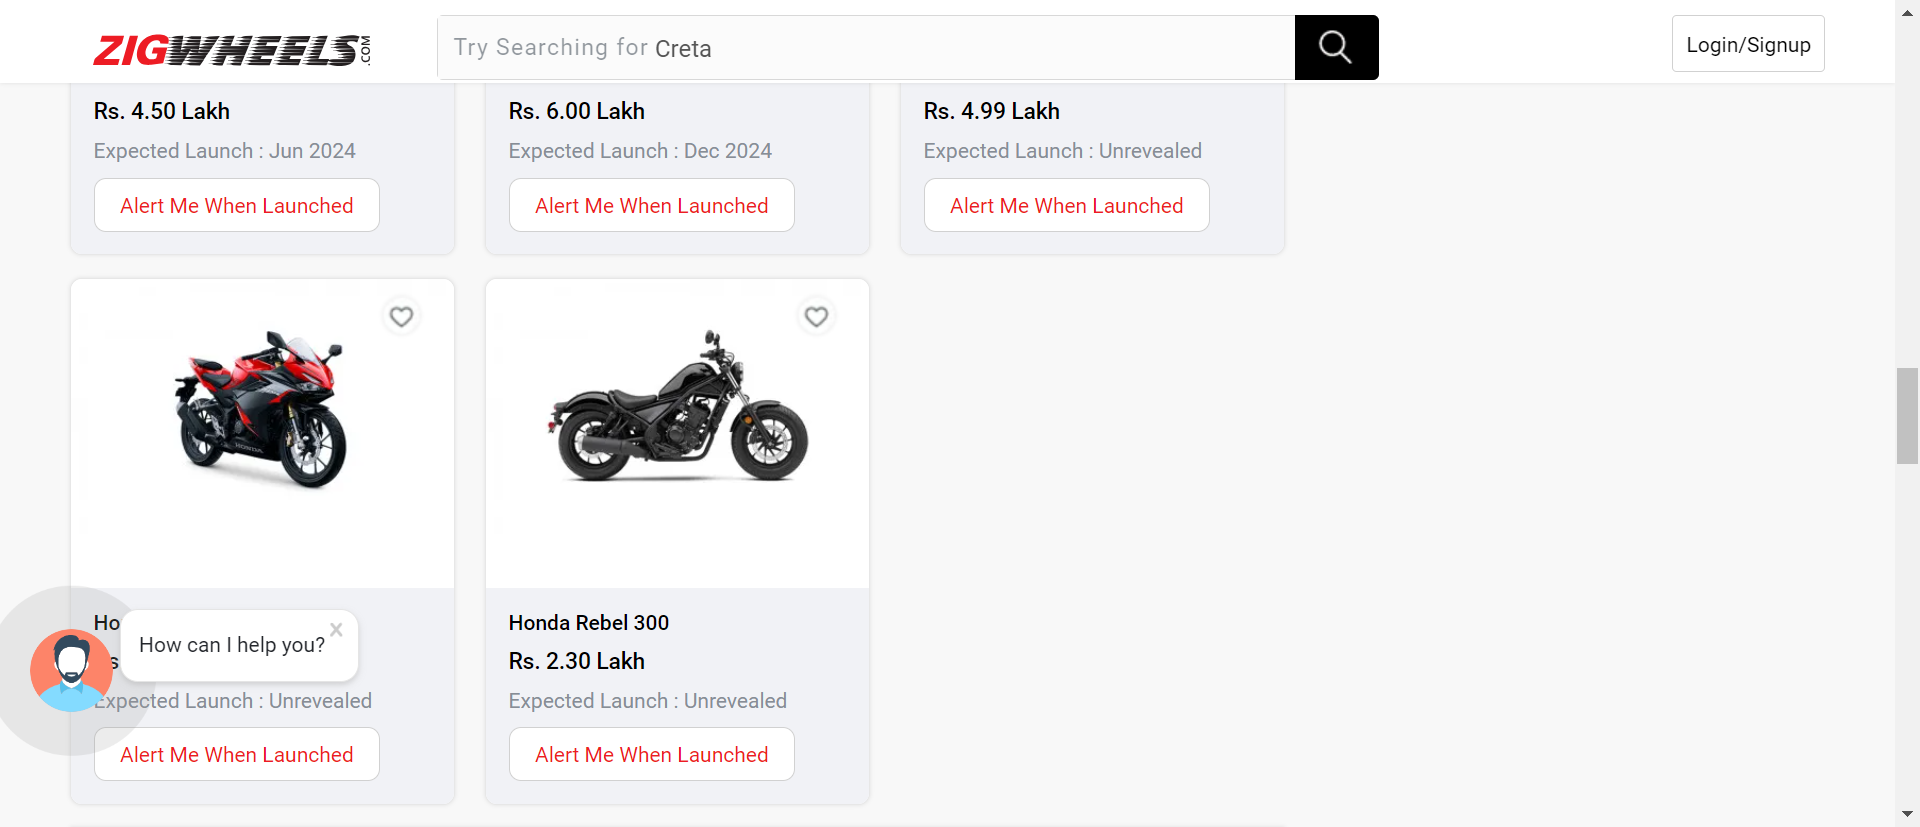 ZIGWHEELS.COM
Try Searching for Creta
Login/Signup
Rs. 4.50 Lakh
Expected Launch : Jun 2024
Alert Me When Launched
Rs. 6.00 Lakh
Expected Launch : Dec 2024
Alert Me When Launched
Rs. 4.99 Lakh
Expected Launch : Unrevealed
Alert Me When Launched
HONDA
How can I help you?
Expected Launch : Unrevealed
Alert Me When Launched
Honda Rebel 300
Rs. 2.30 Lakh
Expected Launch : Unrevealed
Alert Me When Launched